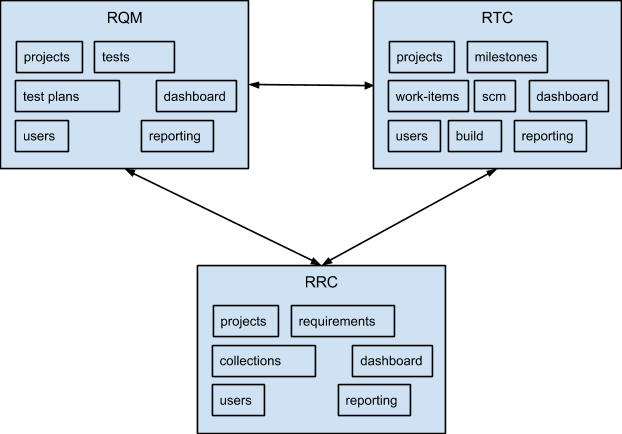 RQM
projects
tests
test plans
dashboard
users
reporting
RTC
projects
milestones
work-items
scm
dashboard
users
build
reporting
RRC
projects
requirements
collections
dashboard
users
reporting